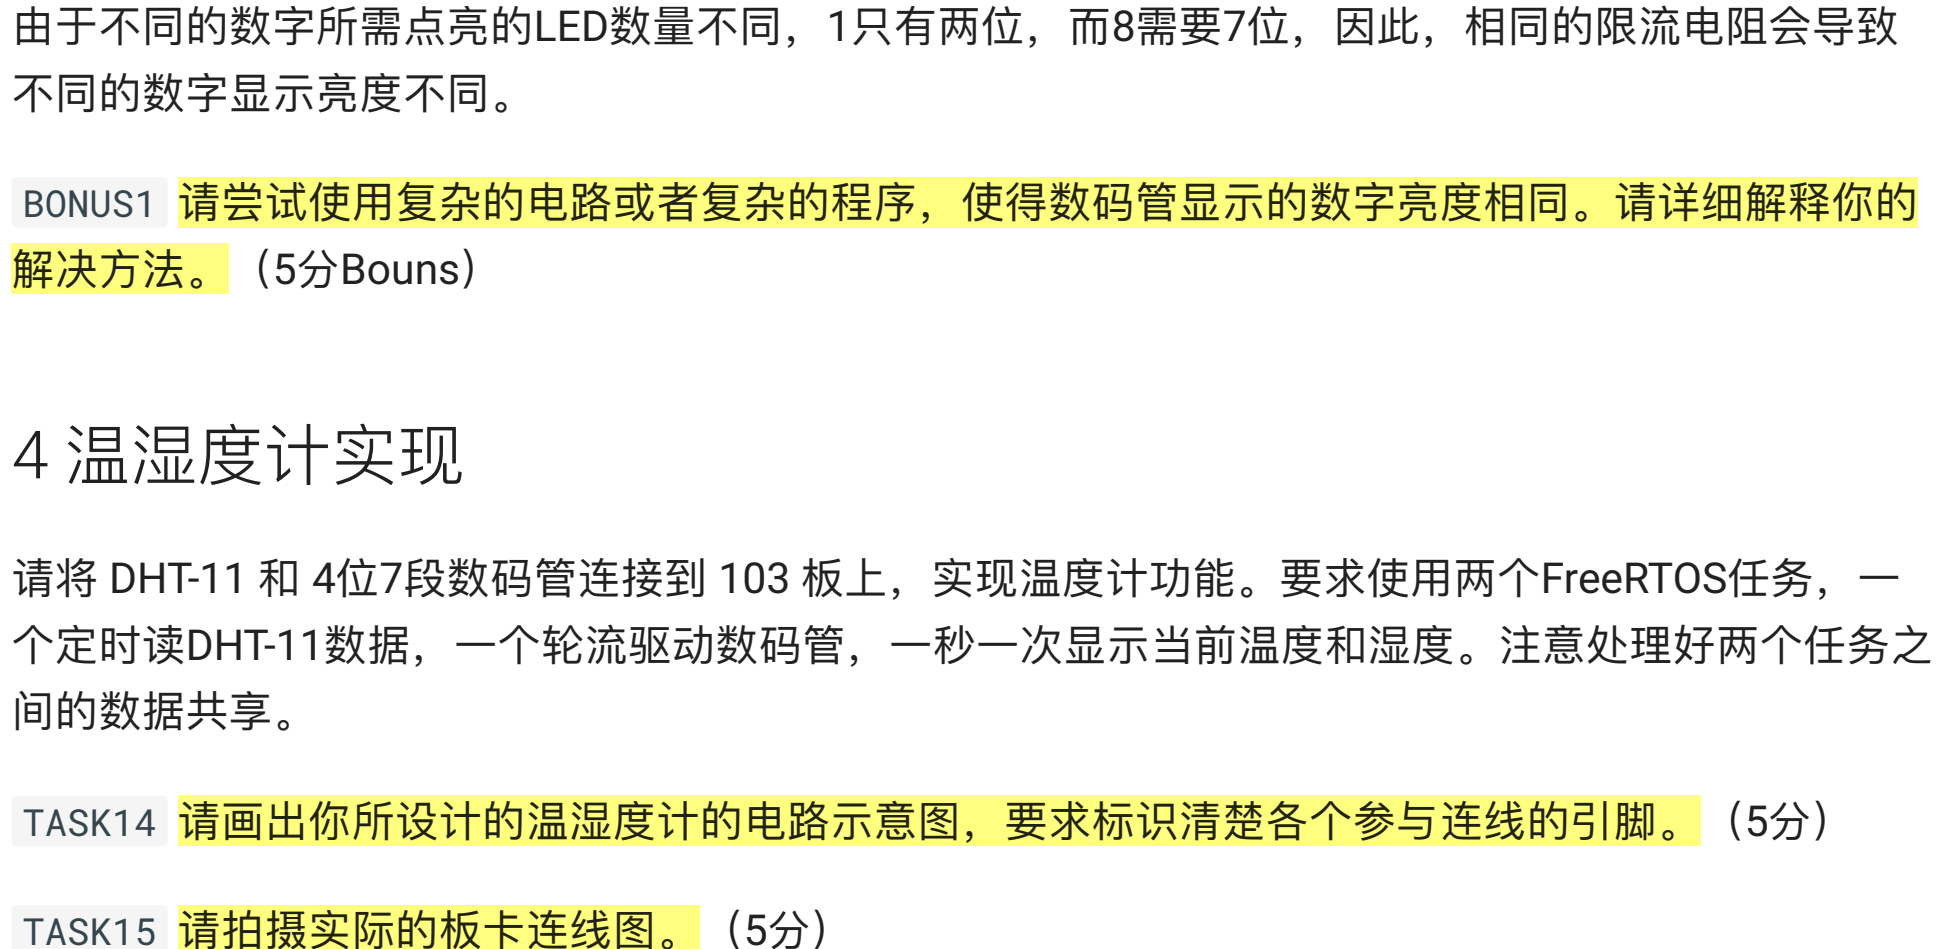 由于不同的数字所需点亮的LED数量不同，1只有两位，而8需要7位，因此，相同的限流电阻会导致
不同的数字显示亮度不同。
BONUS1 请尝试使用复杂的电路或者复杂的程序，使得数码管显示的数字亮度相同。请详细解释你的
解决方法。（5分Bouns）
4 温湿度计实现
请将 DHT-11 和 4位7段数码管连接到 103 板上，实现温度计功能。要求使用两个FreeRTOS任务，一
个定时读DHT-11数据，一个轮流驱动数码管，一秒一次显示当前温度和湿度。注意处理好两个任务之
间的数据共享。
TASK14 请画出你所设计的温湿度计的电路示意图，要求标识清楚各个参与连线的引脚。（5分）
TASK15 请拍摄实际的板卡连线图。（5分）